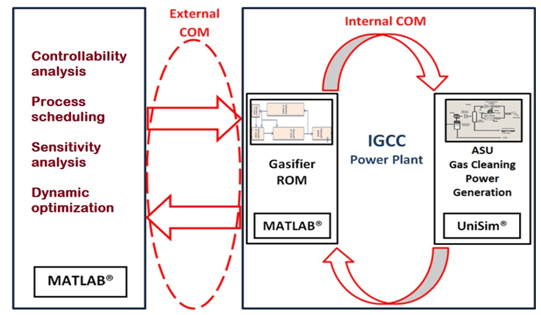 External
COM
Internal COM
Controllability
analysis
Process
scheduling
Sensitivity
analysis
Dynamic
optimization
MATLAB®
Gasifier
ROM
MATLAB®
IGCC
Power Plant
ASU
Gas Cleaning
Power
Generation
UniSim®